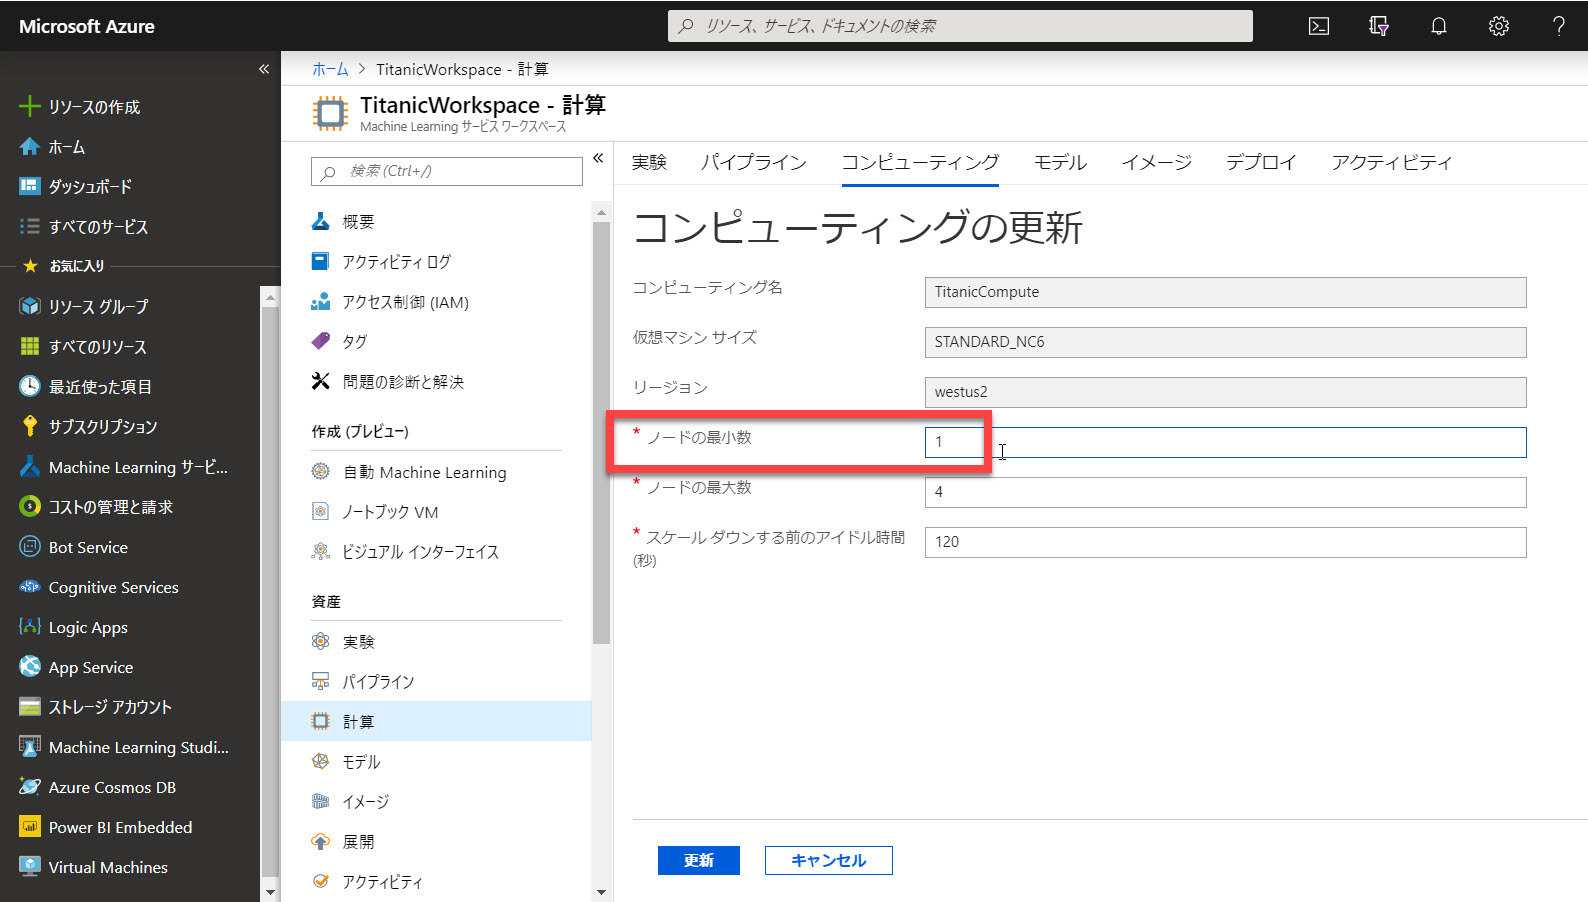 Microsoft Azure
リソース、サービス、ドキュメントの検索
リソースの作成
ホーム
ダッシュボード
すべてのサービス
お気に入り
リソース グループ
すべてのリソース
最近使った項目
サブスクリプション
Machine Learning サービ...
コストの管理と請求
Bot Service
Cognitive Services
Logic Apps
App Service
ストレージ アカウント
Machine Learning Studi...
Azure Cosmos DB
Power BI Embedded
Virtual Machines
ホーム > TitanicWorkspace - 計算
TitanicWorkspace - 計算
Machine Learning サービス ワークスペース
検索 (Ctrl+/)
概要
アクティビティ ログ
アクセス制御 (IAM)
タグ
問題の診断と解決
作成 (プレビュー)
自動 Machine Learning
ノートブック VM
ビジュアル インターフェイス
資産
実験
パイプライン
計算
モデル
イメージ
展開
アクティビティ
実験 パイプライン コンピューティング モデル イメージ デプロイ アクティビティ
コンピューティングの更新
コンピューティング名 TitanicCompute
仮想マシン サイズ STANDARD_NC6
リージョン westus2
* ノードの最小数 1
* ノードの最大数 4
* スケール ダウンする前のアイドル時間 120
(秒)
更新 キャンセル